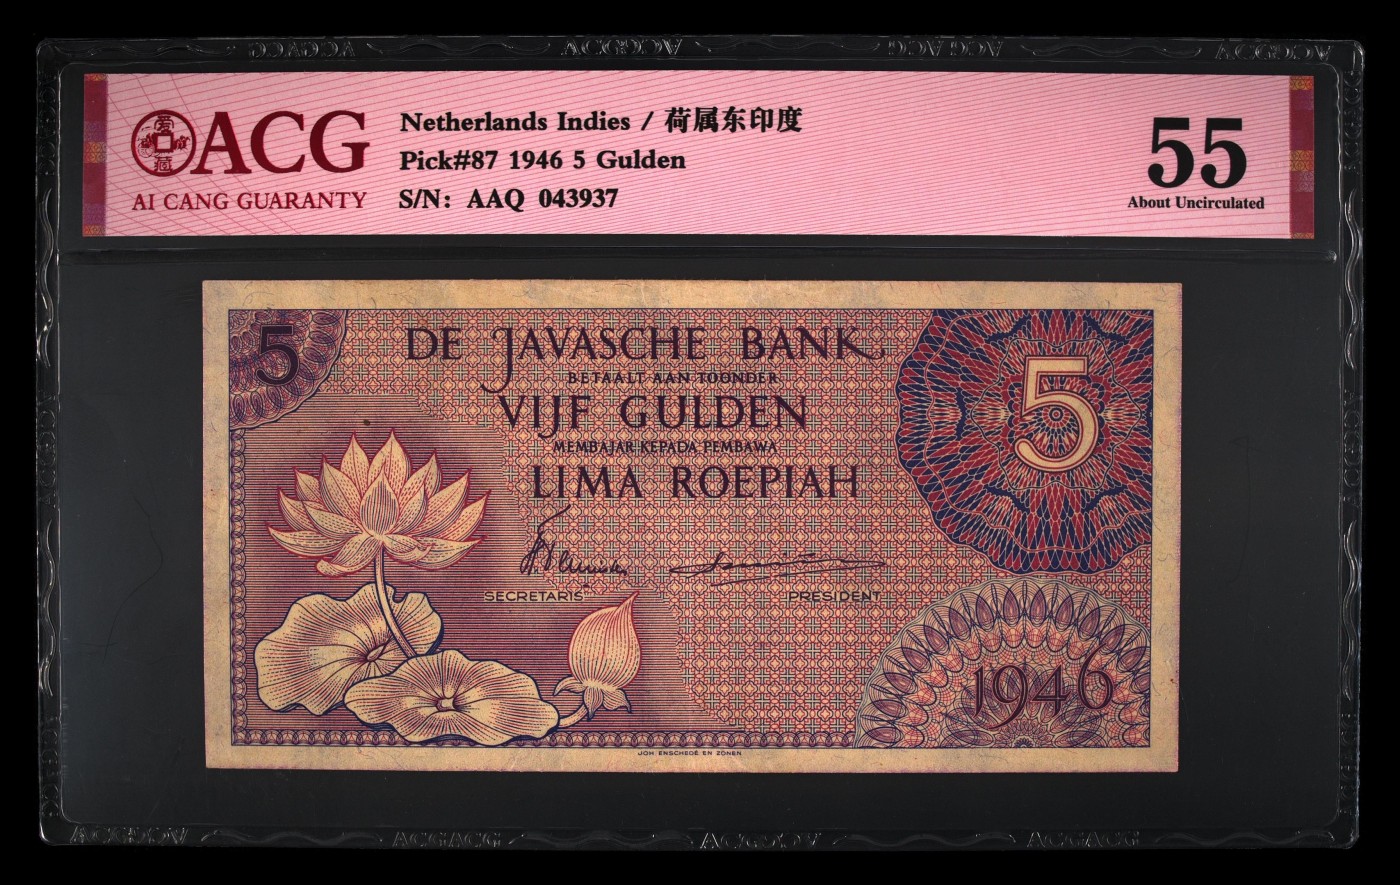 ACG
爱藏
AI CANG GUARANTY
Netherlands Indies / 荷属东印度
Pick#87 1946 5 Gulden
S/N: AAQ 043937
55
About Uncirculated
5
DE JAVASCHE BANK
BETAALT AAN TOONDER
VIJF GULDEN
MEMBAJAR KEPADA PEMBAWA
LIMA ROEPIAH
5
SECRETARIS
PRESIDENT
1946
JOH. ENSCHEDÉ EN ZONEN